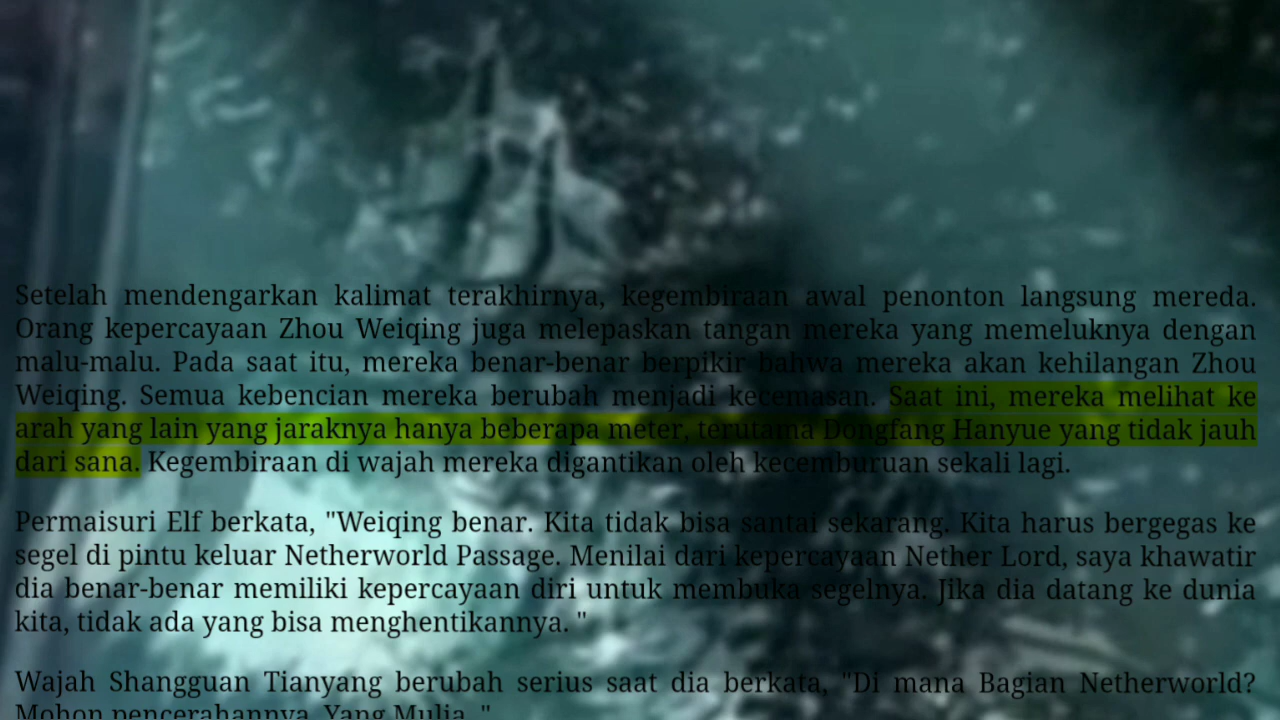 Setelah mendengarkan kalimat terakhirnya, kegembiraan awal penonton langsung mereda.
Orang kepercayaan Zhou Weiqing juga melepaskan tangan mereka yang memeluknya dengan
malu-malu. Pada saat itu, mereka benar-benar berpikir bahwa mereka akan kehilangan Zhou
Weiqing. Semua kebencian mereka berubah menjadi kecemasan. Saat ini, mereka melihat ke
arah yang lain yang jaraknya hanya beberapa meter, terutama Dongfang Hanyue yang tidak jauh
dari sana. Kegembiraan di wajah mereka digantikan oleh kecemburuan sekali lagi.
Permaisuri Elf berkata, "Weiqing benar. Kita tidak bisa santai sekarang. Kita harus bergegas ke
segel di pintu keluar Netherworld Passage. Menilai dari kepercayaan Nether Lord, saya khawatir
dia benar-benar memiliki kepercayaan diri untuk membuka segelnya. Jika dia datang ke dunia
kita, tidak ada yang bisa menghentikannya. "
Wajah Shangguan Tianyang berubah serius saat dia berkata, "Di mana Bagian Netherworld?
Mohon pencerahannya, Yang Mulia. "